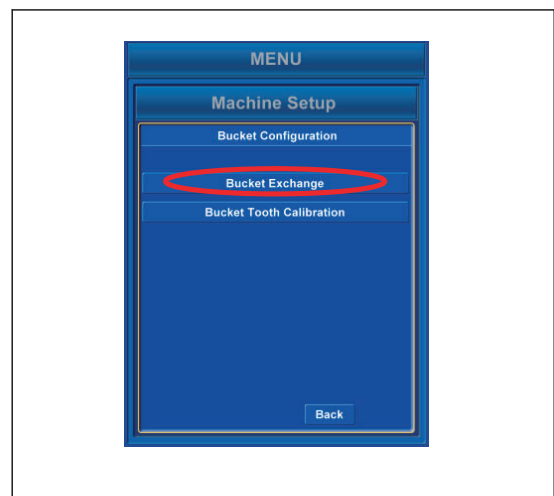 MENU
Machine Setup
Bucket Configuration
Bucket Exchange
Bucket Tooth Calibration
Back